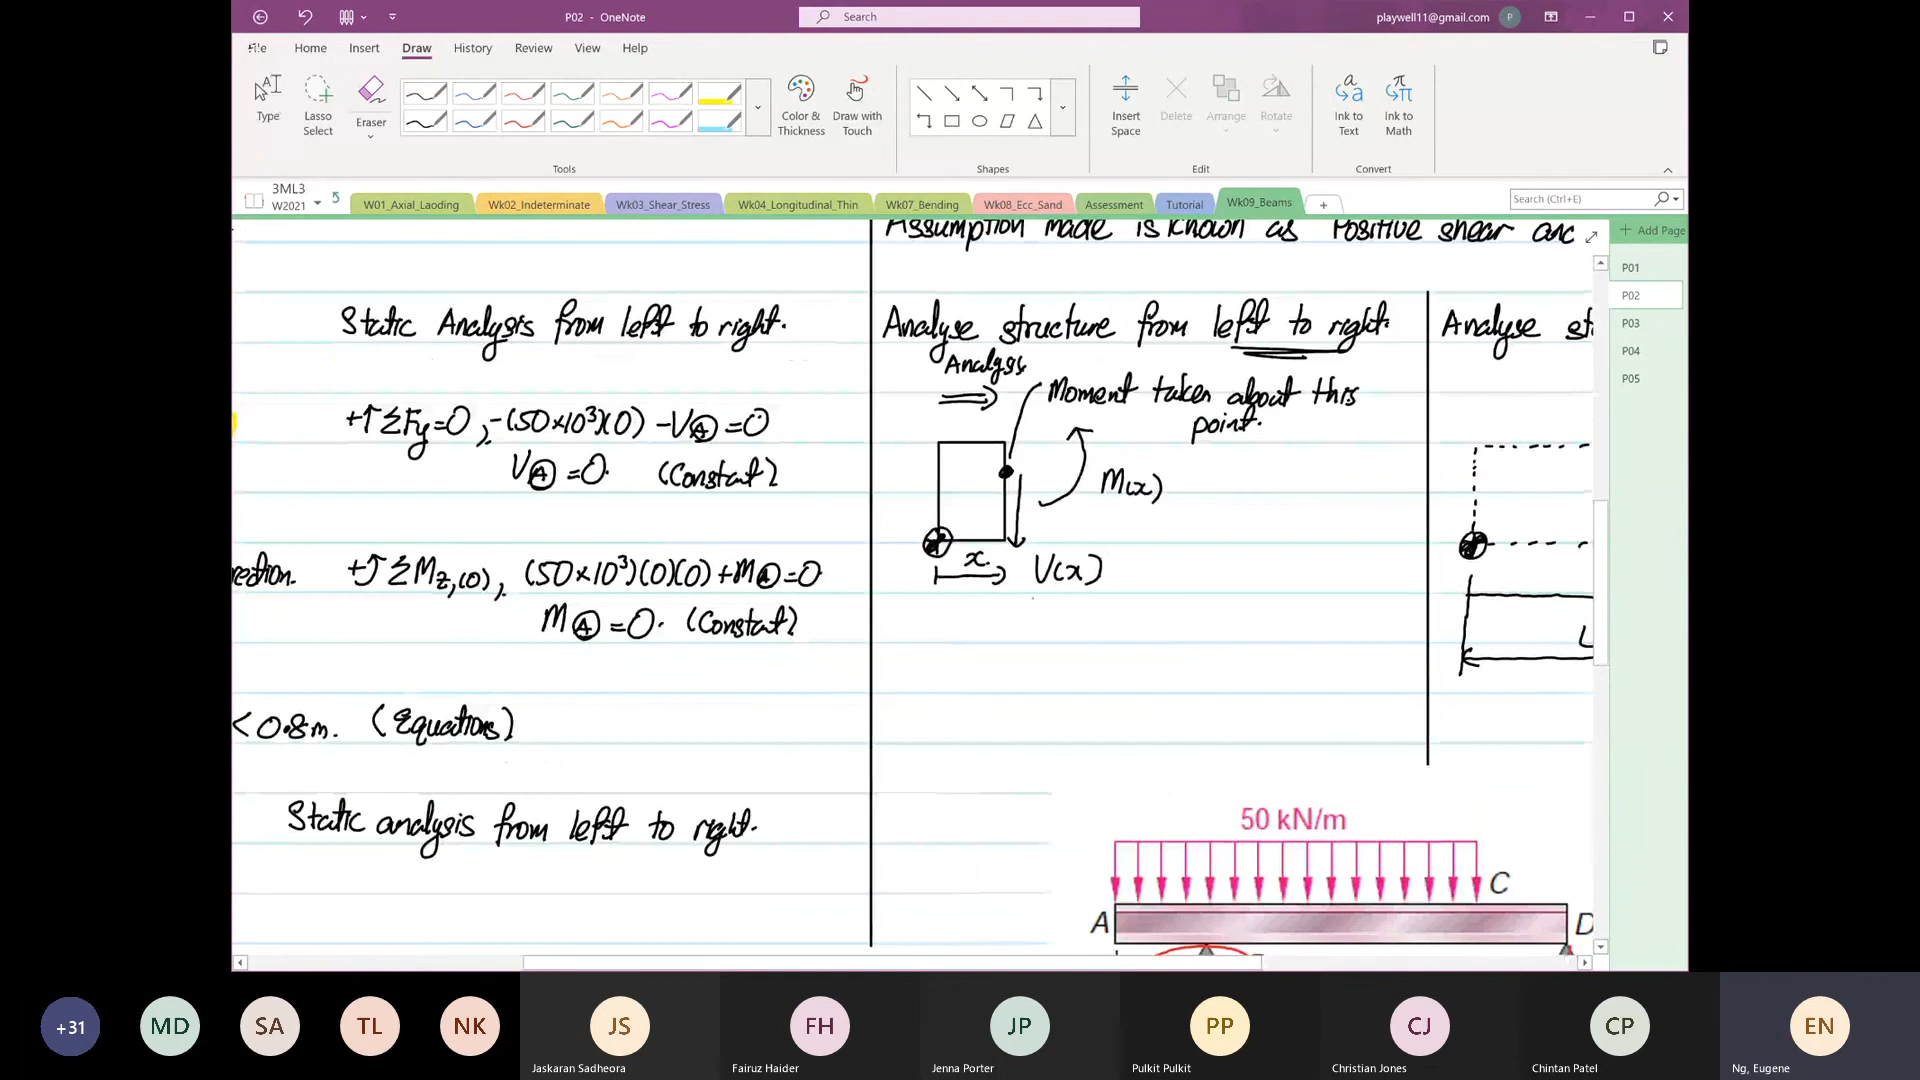 P02 - OneNote
Search
playwell11@gmail.com
P
File
Home
Insert
Draw
History
Review
View
Help
Type
Lasso Select
Eraser
Color & Thickness
Draw with Touch
Insert Space
Delete
Arrange
Rotate
Ink to Text
Ink to Math
Tools
Shapes
Edit
Convert
3ML3 W2021
W01_Axial_Laoding
Wk02_Indeterminate
Wk03_Shear_Stress
Wk04_Longitudinal_Thin
Wk07_Bending
Wk08_Ecc_Sand
Assessment
Tutorial
Wk09_Beams
Search (Ctrl+E)
Add Page
P01
P02
P03
P04
P05
Assumption made is known as Positive shear anc
Static Analysis from left to right.
+↑ΣFy=0, -(50×10³)(0) -VⒶ=0
VⒶ=0. (Constant)
rection. +↺ΣMz,(0), (50×10³)(0)(0)+MⒶ=0
MⒶ=0. (Constant)
<0.8m. (Equations)
Static analysis from left to right.
Analyse structure from left to right.
Analysis
Moment taken about this point.
M(x)
x
V(x)
Analyse st
L
50 kN/m
A
C
D
+31
MD
SA
TL
NK
JS
Jaskaran Sadheora
FH
Fairuz Haider
JP
Jenna Porter
PP
Pulkit Pulkit
CJ
Christian Jones
CP
Chintan Patel
EN
Ng, Eugene